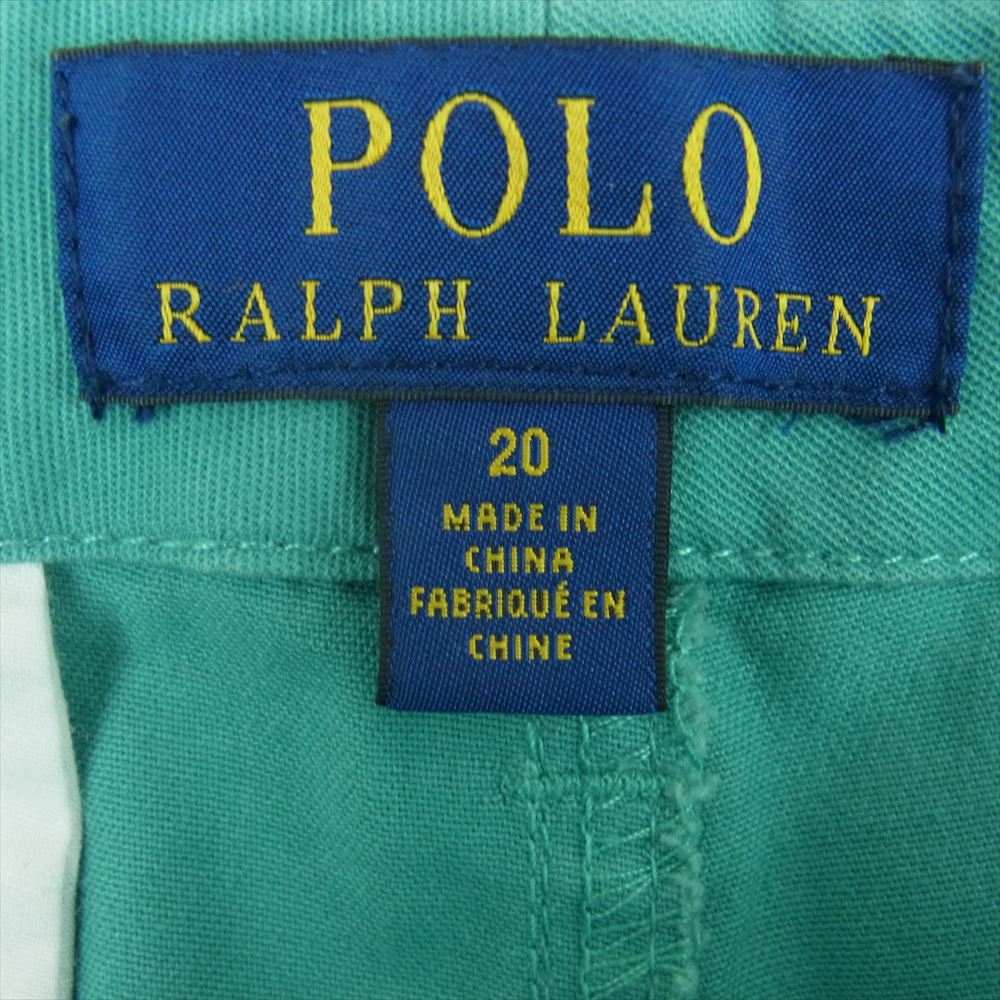 POLO
RALPH LAUREN
20
MADE IN
CHINA
FABRIQUÉ EN
CHINE